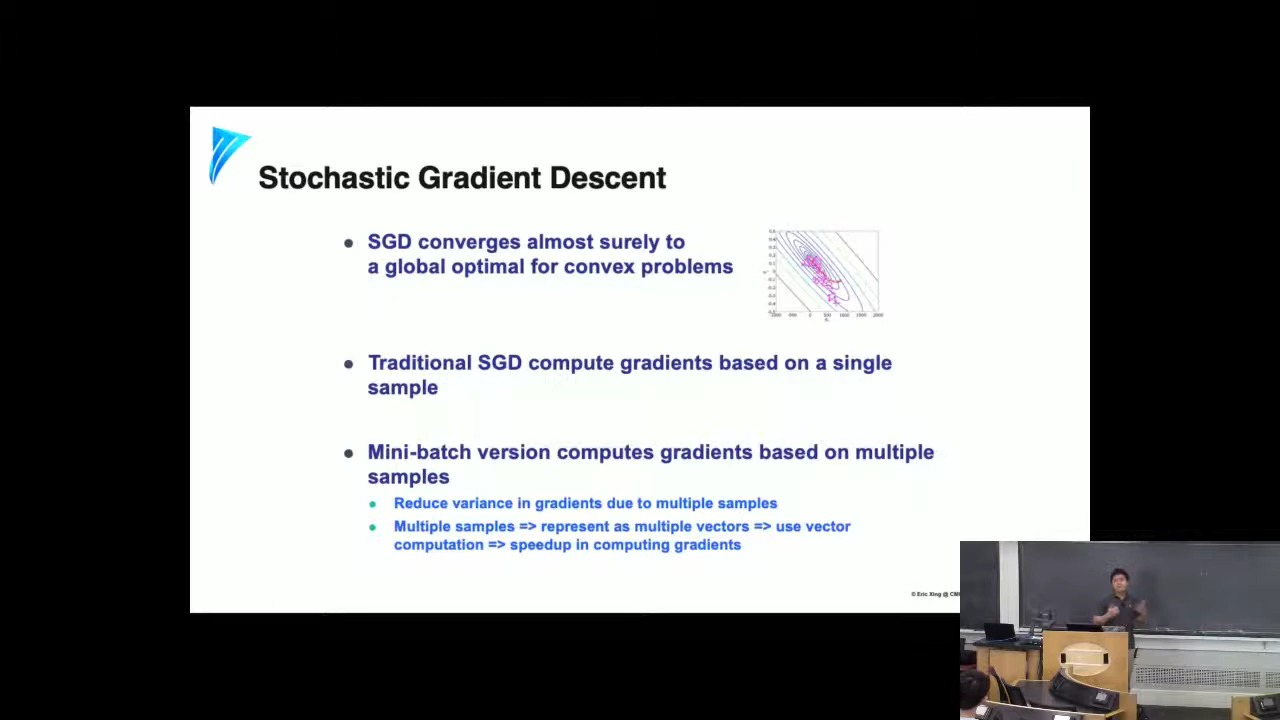 Stochastic Gradient Descent
● SGD converges almost surely to
a global optimal for convex problems
● Traditional SGD compute gradients based on a single
sample
● Mini-batch version computes gradients based on multiple
samples
● Reduce variance in gradients due to multiple samples
● Multiple samples => represent as multiple vectors => use vector
computation => speedup in computing gradients
© Eric Xing @